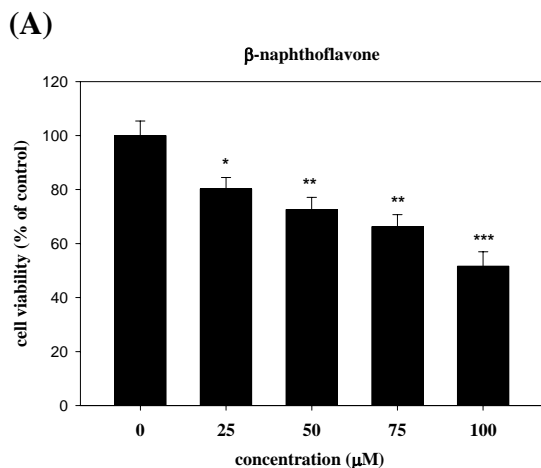 (A)
β-naphthoflavone
120
100
80
60
40
20
0
cell viability (% of control)
*
**
**
***
0 25 50 75 100
concentration (μM)